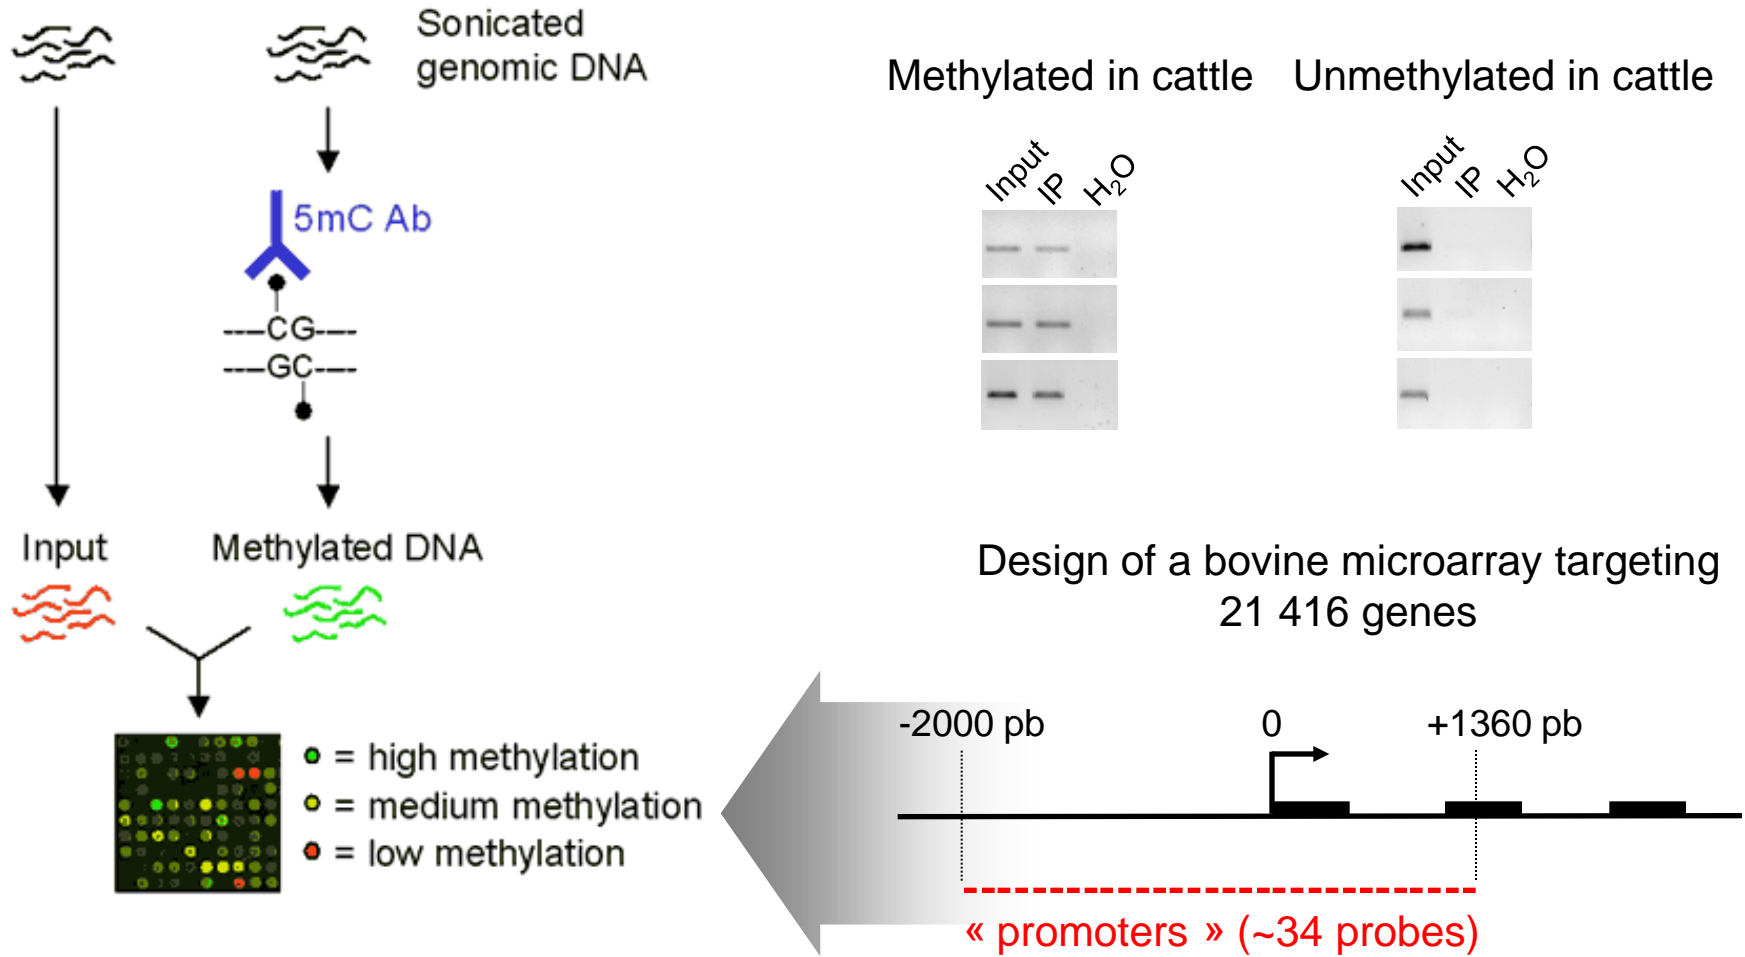 Sonicated
genomic DNA
5mC Ab
CG
GC
Input
Methylated DNA
= high methylation
= medium methylation
= low methylation
Methylated in cattle
Unmethylated in cattle
Input
IP
H₂O
Input
IP
H₂O
Design of a bovine microarray targeting
21 416 genes
-2000 pb
0
+1360 pb
« promoters » (~34 probes)